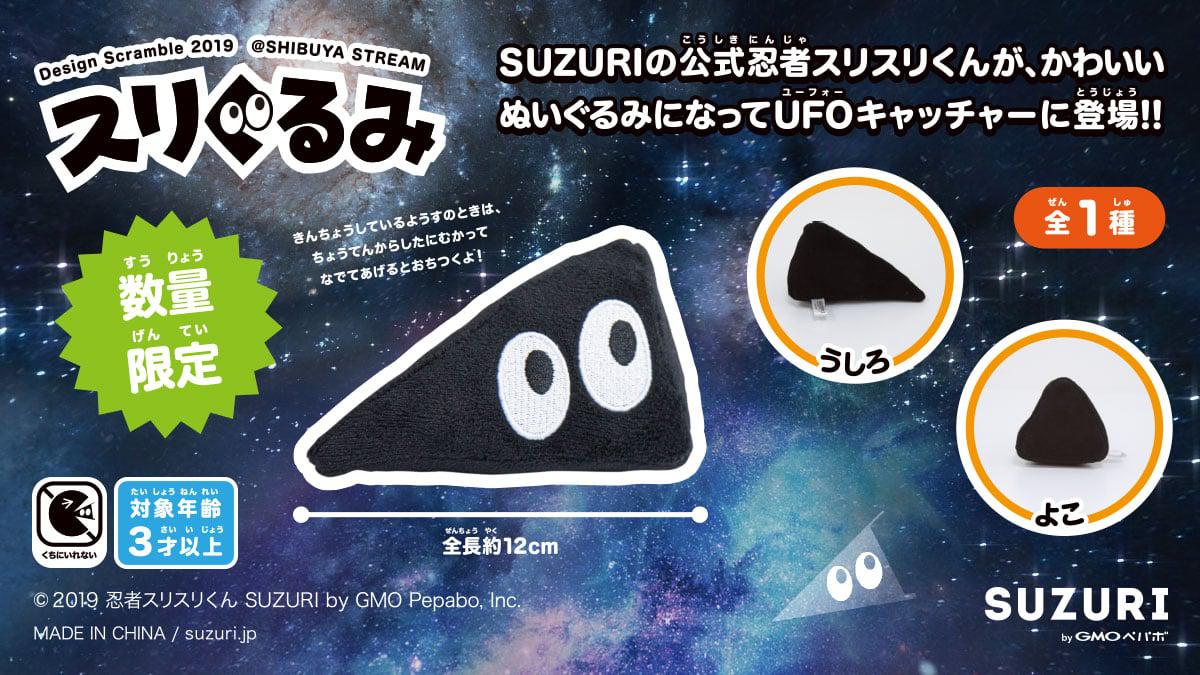 Design Scramble 2019 @SHIBUYA STREAM
スリぐるみ
こうしきにんじゃ
SUZURIの公式忍者スリスリくんが、かわいい
ユーフォー とうじょう
ぬいぐるみになってUFOキャッチャーに登場!!
きんちょうしているようすのときは、
ちょうてんからしたにむかって
なでてあげるとおちつくよ!
すう りょう
数量
げん てい
限定
ぜん しゅ
全1種
うしろ
よこ
ぜんちょう やく
全長約12cm
くちにいれない
たい しょう ねん れい
対象年齢
さい い じょう
3才以上
© 2019 忍者スリスリくん SUZURI by GMO Pepabo, Inc.
MADE IN CHINA / suzuri.jp
SUZURI
by GMOペパボ